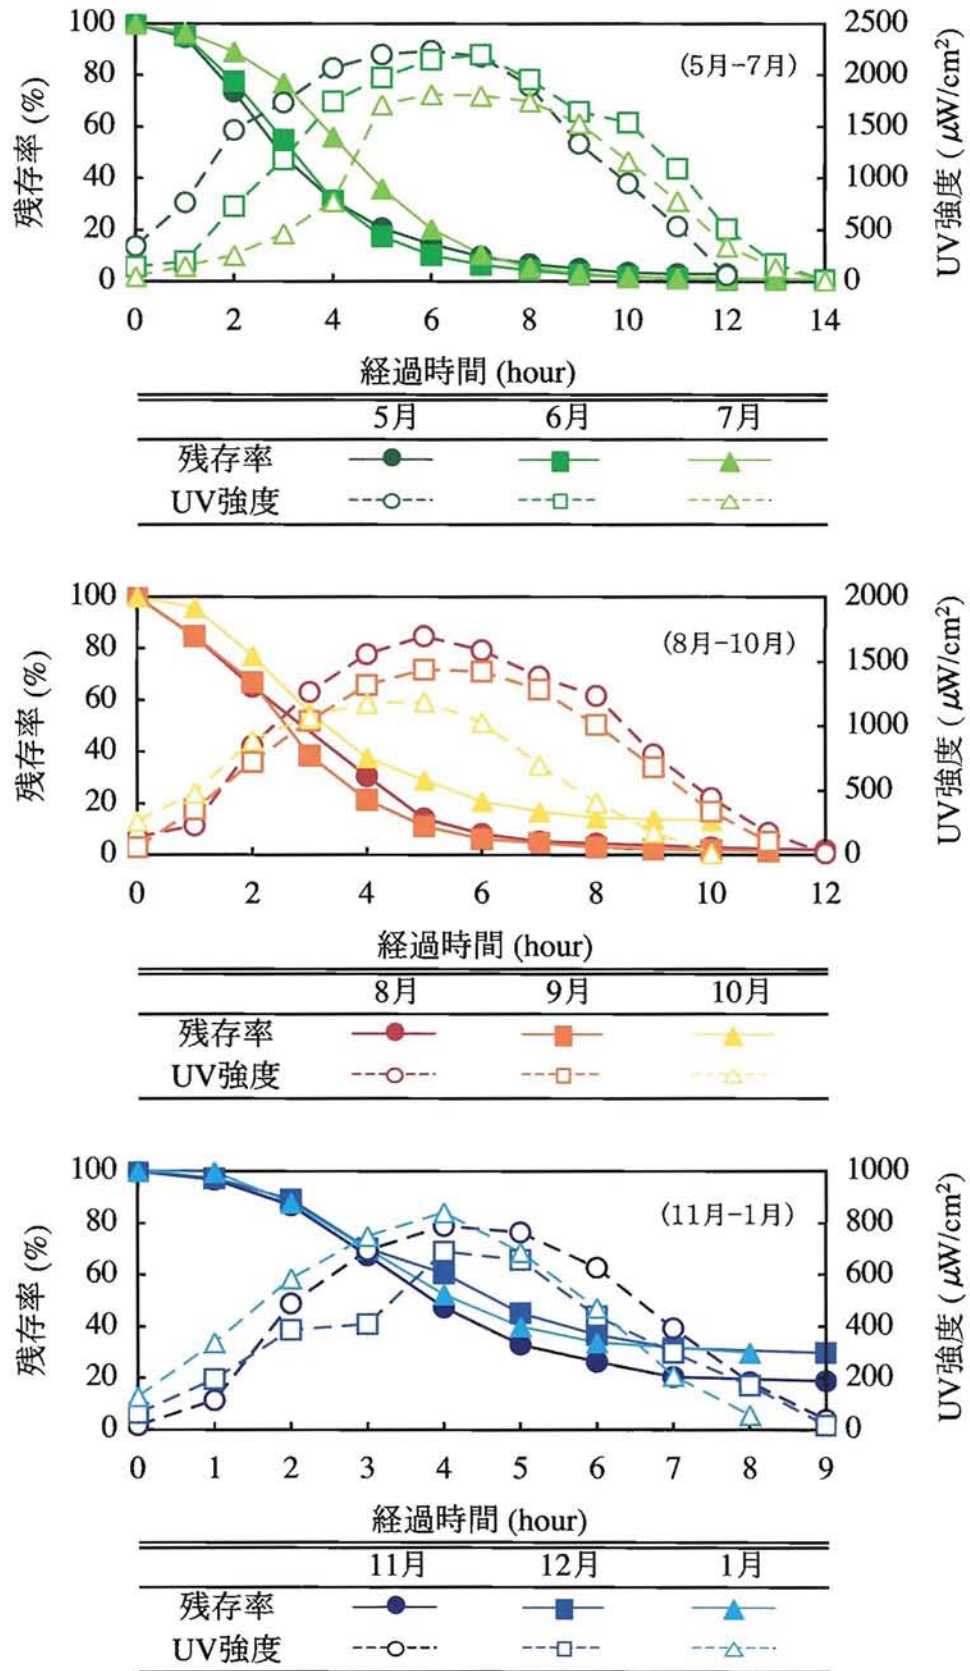 100 80 60 40 20 0
残存率 (%)
2500 2000 1500 1000 500 0
UV強度 ( μW/cm²)
(5月-7月)
0 2 4 6 8 10 12 14
経過時間 (hour)
5月 6月 7月
残存率
UV強度
100 80 60 40 20 0
残存率 (%)
2000 1500 1000 500 0
UV強度 ( μW/cm²)
(8月-10月)
0 2 4 6 8 10 12
経過時間 (hour)
8月 9月 10月
残存率
UV強度
100 80 60 40 20 0
残存率 (%)
1000 800 600 400 200 0
UV強度 ( μW/cm²)
(11月-1月)
0 1 2 3 4 5 6 7 8 9
経過時間 (hour)
11月 12月 1月
残存率
UV強度